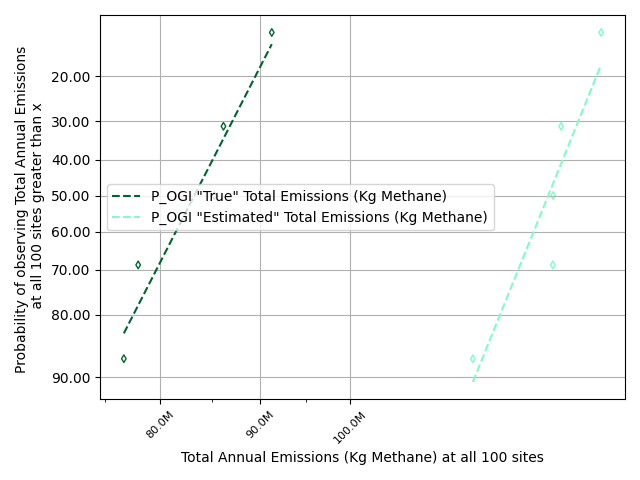 Probability of observing Total Annual Emissions
at all 100 sites greater than x
20.00
30.00
40.00
50.00
60.00
70.00
80.00
90.00
P_OGI "True" Total Emissions (Kg Methane)
P_OGI "Estimated" Total Emissions (Kg Methane)
80.0M
90.0M
100.0M
Total Annual Emissions (Kg Methane) at all 100 sites